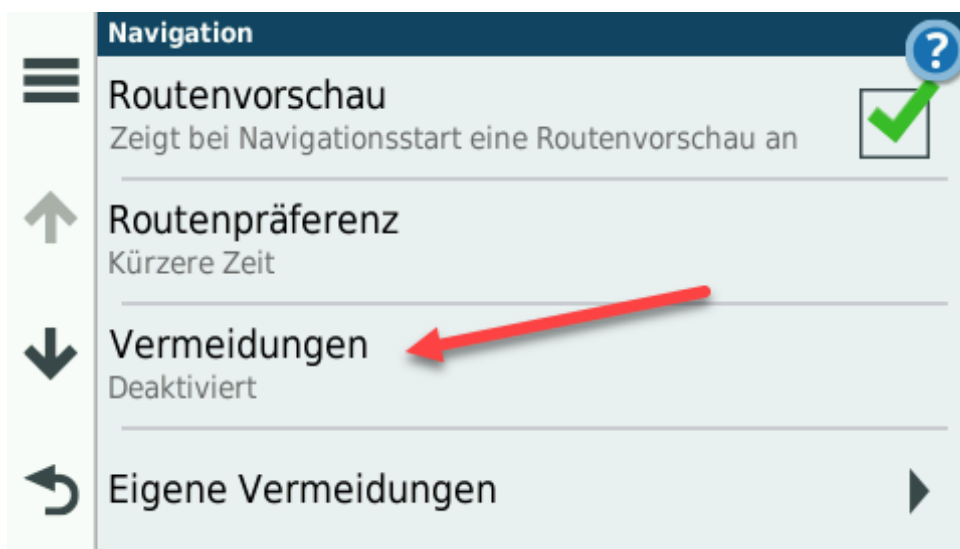 Navigation
?
Routenvorschau
Zeigt bei Navigationsstart eine Routenvorschau an
Routenpräferenz
Kürzere Zeit
Vermeidungen
Deaktiviert
Eigene Vermeidungen